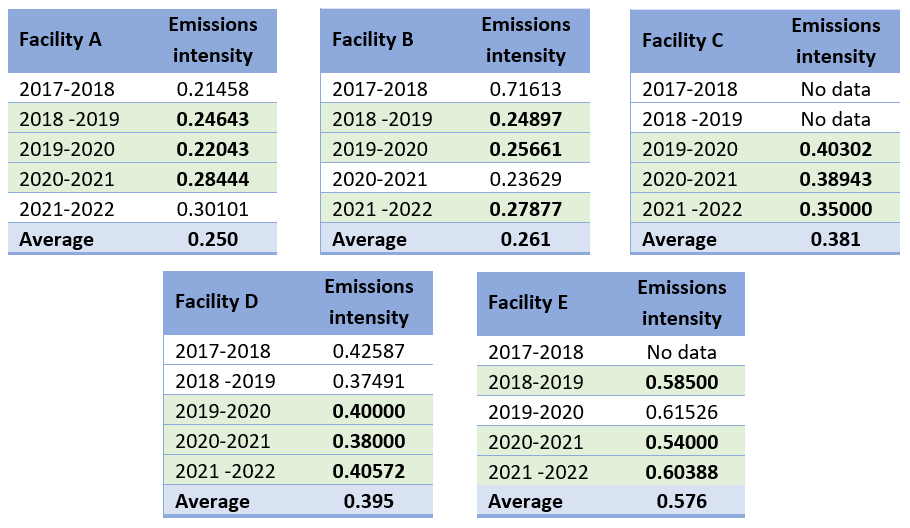 Facility A Emissions intensity
2017-2018 0.21458
2018 -2019 0.24643
2019-2020 0.22043
2020-2021 0.28444
2021-2022 0.30101
Average 0.250
Facility B Emissions intensity
2017-2018 0.71613
2018 -2019 0.24897
2019-2020 0.25661
2020-2021 0.23629
2021 -2022 0.27877
Average 0.261
Facility C Emissions intensity
2017-2018 No data
2018 -2019 No data
2019-2020 0.40302
2020-2021 0.38943
2021 -2022 0.35000
Average 0.381
Facility D Emissions intensity
2017-2018 0.42587
2018 -2019 0.37491
2019-2020 0.40000
2020-2021 0.38000
2021 -2022 0.40572
Average 0.395
Facility E Emissions intensity
2017-2018 No data
2018-2019 0.58500
2019-2020 0.61526
2020-2021 0.54000
2021 -2022 0.60388
Average 0.576